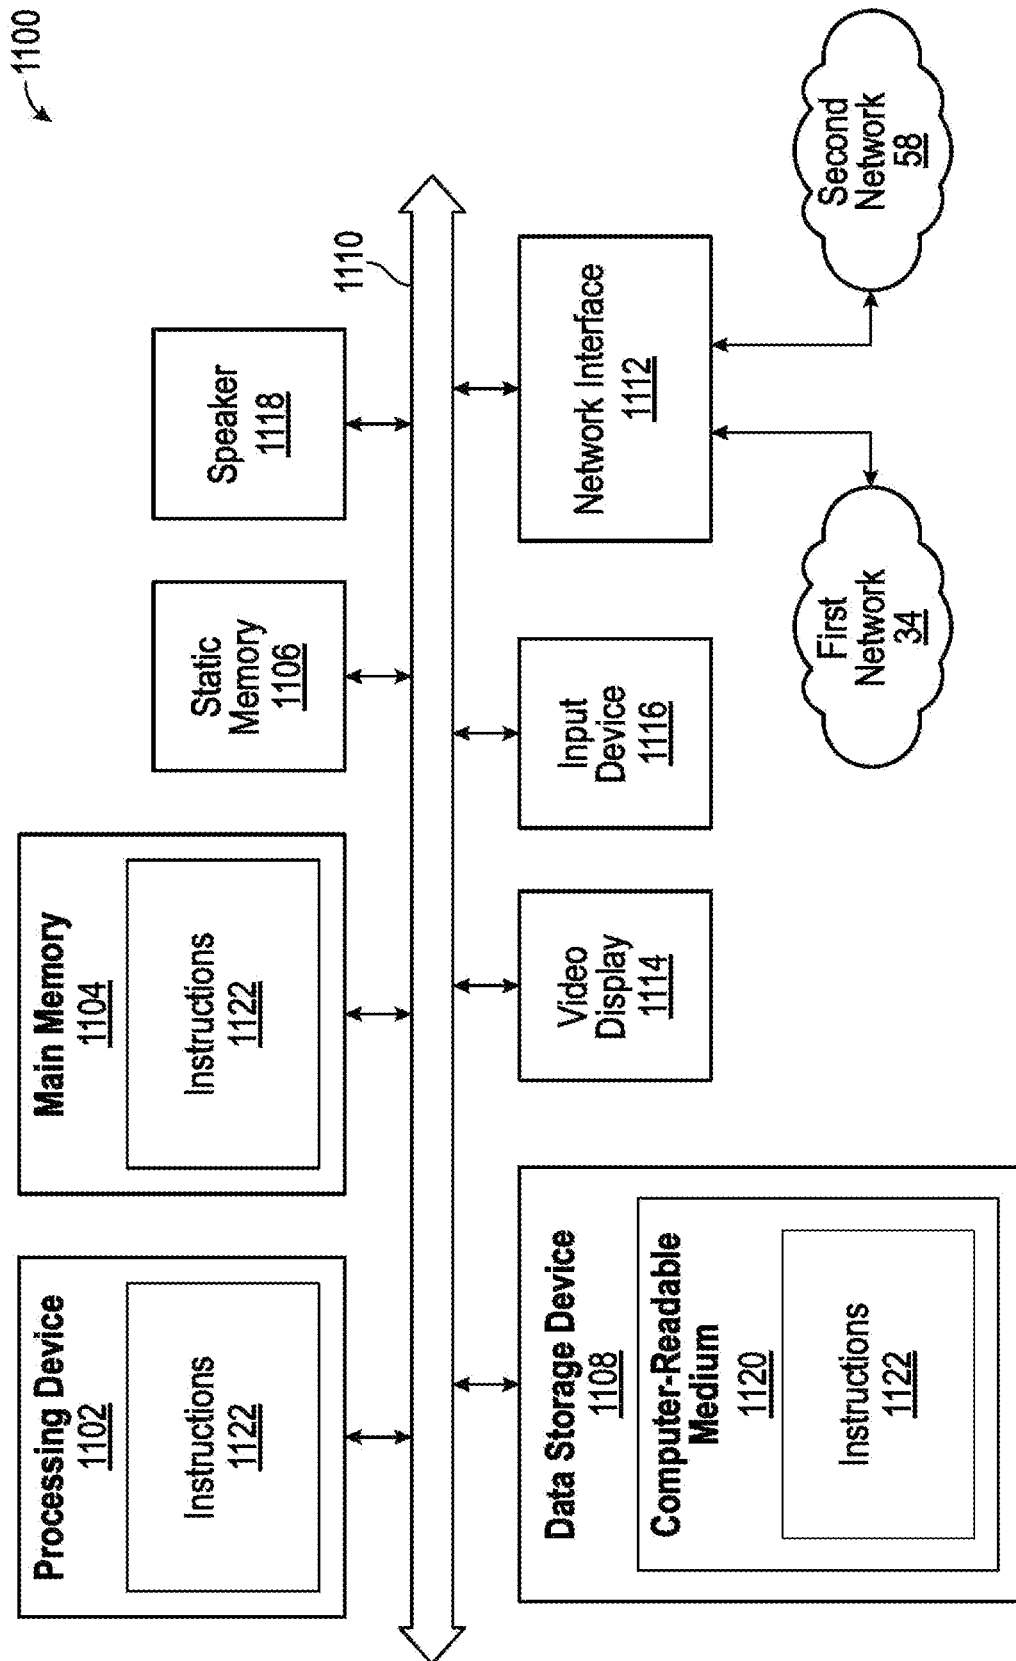 1100
Processing Device
1102
Instructions
1122
Main Memory
1104
Instructions
1122
Static
Memory
1106
Speaker
1118
1110
Data Storage Device
1108
Computer-Readable
Medium
1120
Instructions
1122
Video
Display
1114
Input
Device
1116
Network Interface
1112
First
Network
34
Second
Network
58